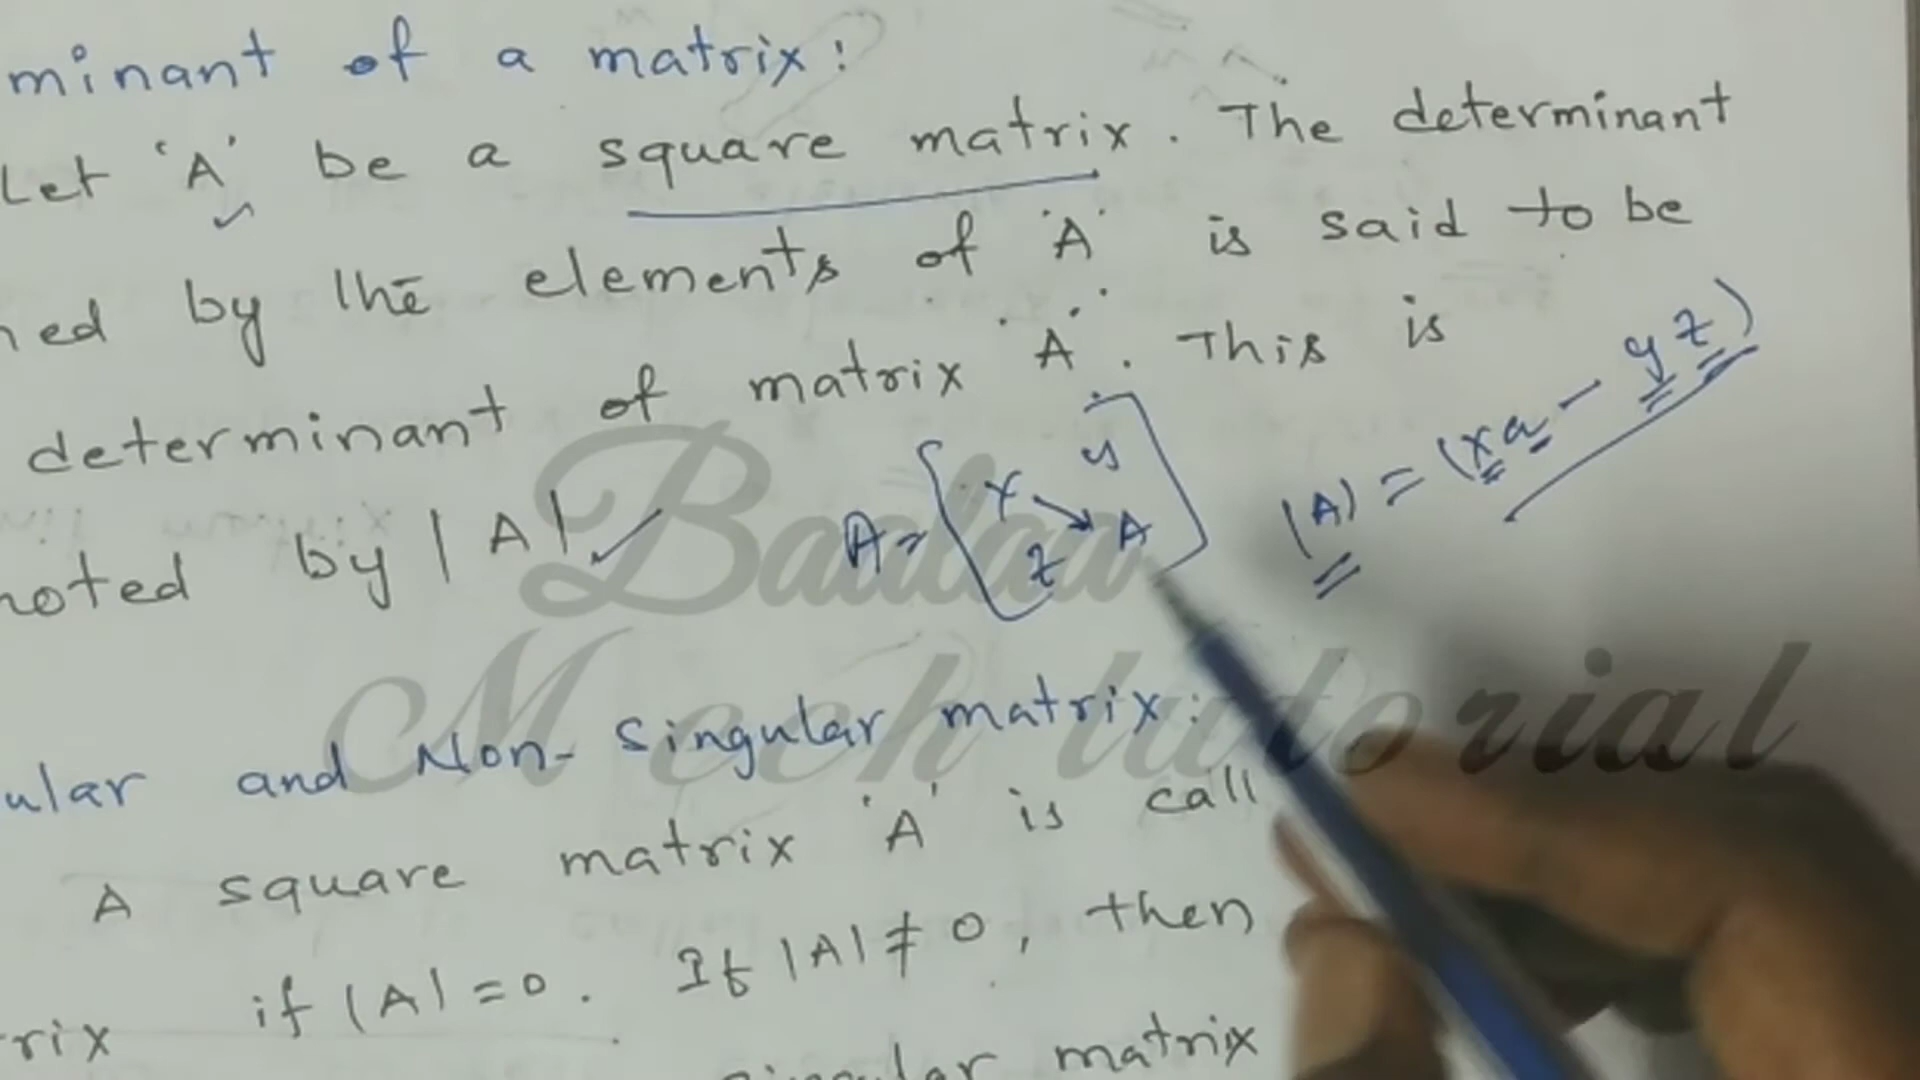 minant of a matrix:
Let 'A' be a square matrix. The determinant
ned by the elements of 'A' is said to be
determinant of matrix 'A'. This is
noted by |A|
A = [x y
z A]
|A| = (xa - yz)
ular and Non-singular matrix:
A square matrix 'A' is call
rix if |A| = 0. If |A| ≠ 0, then
singular matrix
Baalaa
Mech tutorial